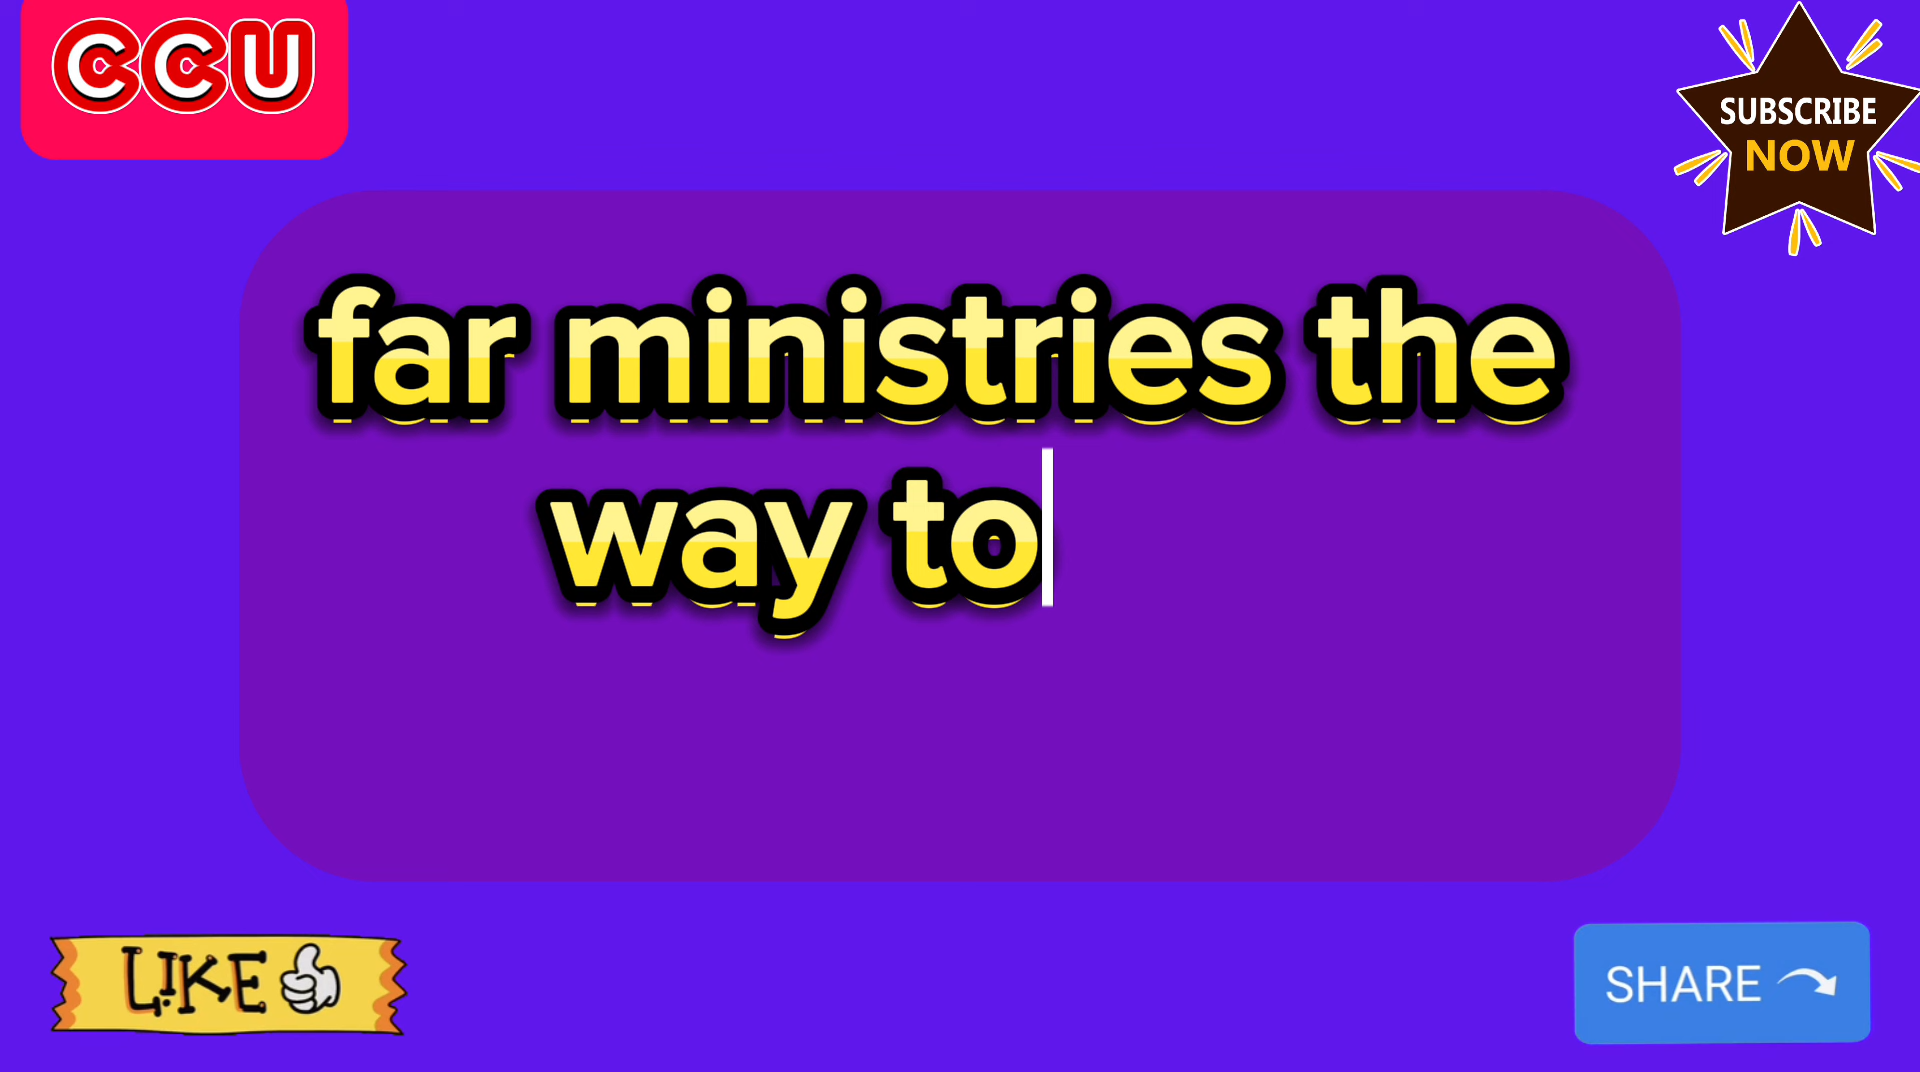 CCU
SUBSCRIBE
NOW
far ministries the
way to
LIKE
SHARE